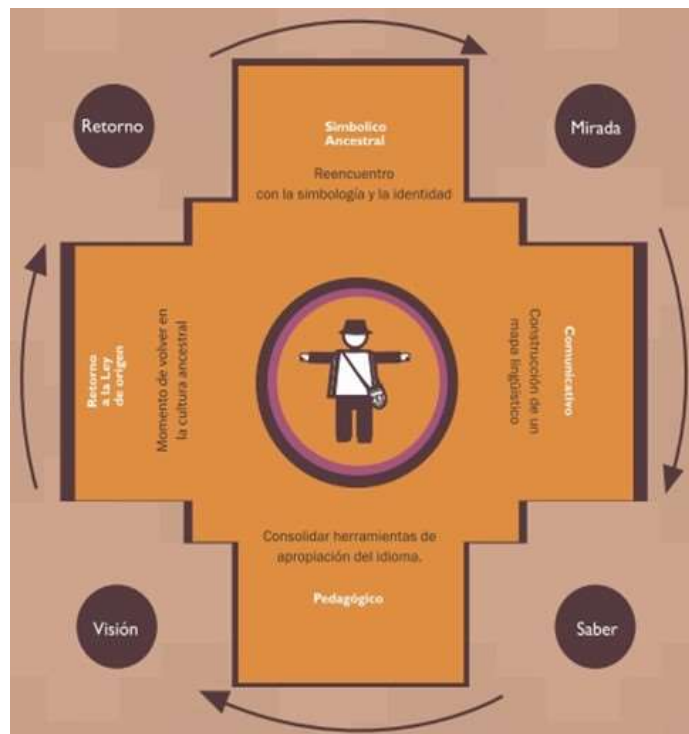 Retorno
Mirada
Simbolico
Ancestral
Reencuentro
con la simbología y la identidad
Retorno
a la Ley
de origen
Momento de volver en
la cultura ancestral
Comunicativo
Construcción de un
mapa lingüístico
Consolidar herramientas de
apropiación del idioma.
Pedagógico
Visión
Saber